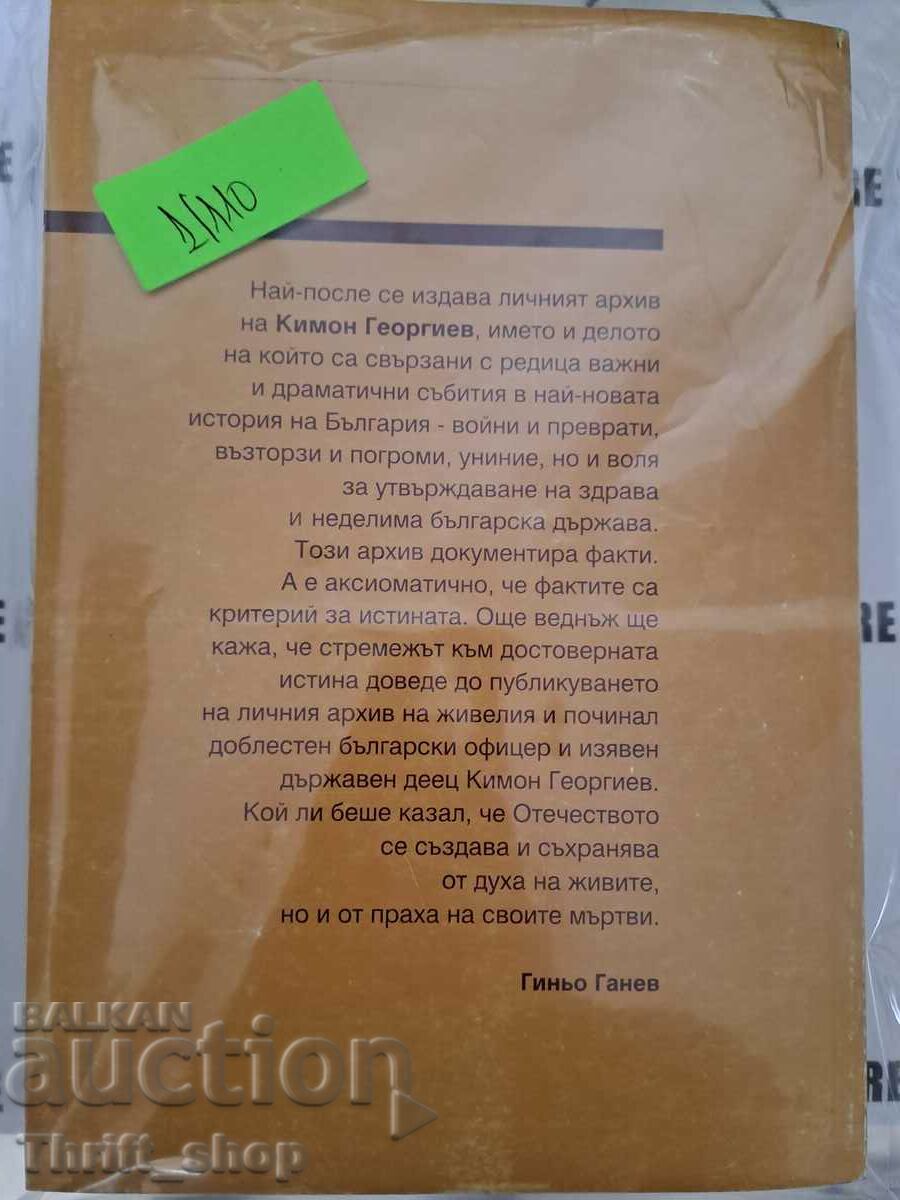 1/110
Най-после се издава личният архив
на Кимон Георгиев, името и делото
на който са свързани с редица важни
и драматични събития в най-новата
история на България - войни и преврати,
възторзи и погроми, униние, но и воля
за утвърждаване на здрава
и неделима българска държава.
Този архив документира факти.
А е аксиоматично, че фактите са
критерий за истината. Още веднъж ще
кажа, че стремежът към достоверната
истина доведе до публикуването
на личния архив на живелия и починал
доблестен български офицер и изявен
държавен деец Кимон Георгиев.
Кой ли беше казал, че Отечеството
се създава и съхранява
от духа на живите,
но и от праха на своите мъртви.
Гиньо Ганев
BALKAN
auction
Thrift_shop